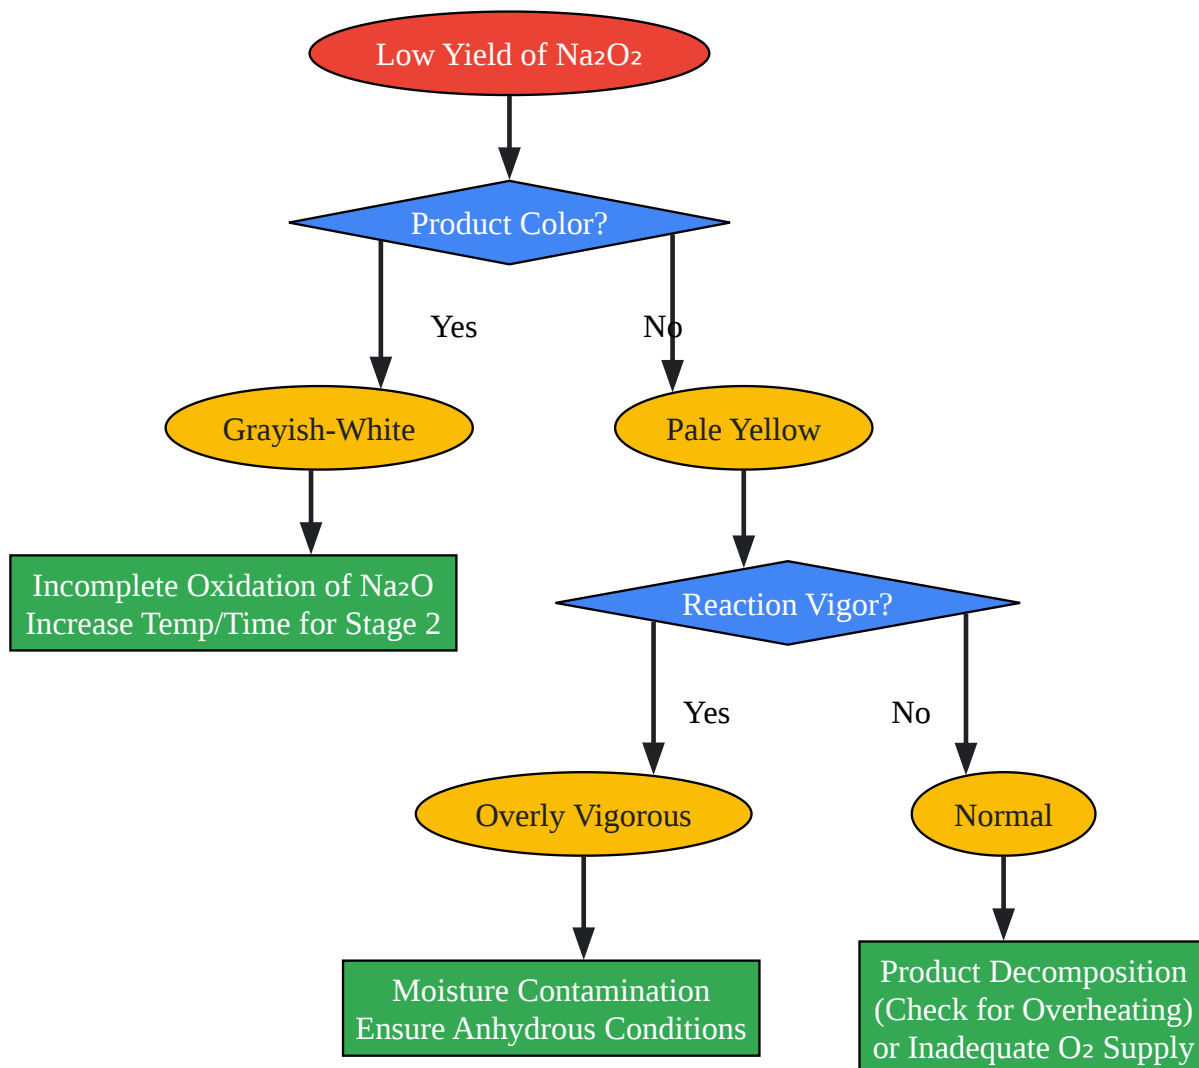 Low Yield of Na₂O₂
Product Color?
Yes
No
Grayish-White
Pale Yellow
Incomplete Oxidation of Na₂O
Increase Temp/Time for Stage 2
Reaction Vigor?
Yes
No
Overly Vigorous
Normal
Moisture Contamination
Ensure Anhydrous Conditions
Product Decomposition
(Check for Overheating)
or Inadequate O₂ Supply